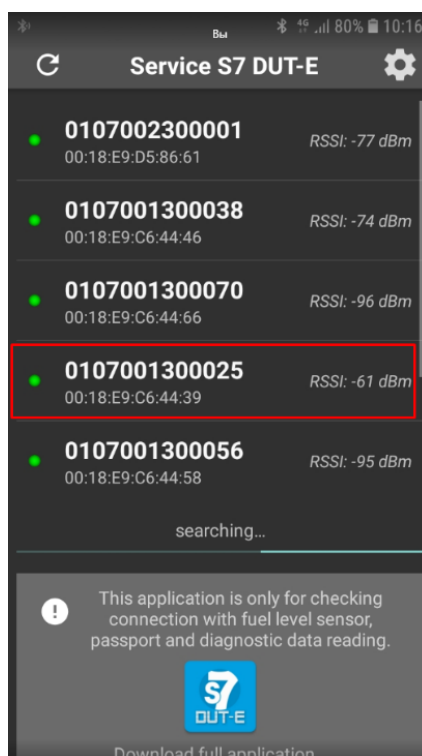 Вы
4G 80% 10:16
Service S7 DUT-E
0107002300001
RSSI: -77 dBm
00:18:E9:D5:86:61
0107001300038
RSSI: -74 dBm
00:18:E9:C6:44:46
0107001300070
RSSI: -96 dBm
00:18:E9:C6:44:66
0107001300025
RSSI: -61 dBm
00:18:E9:C6:44:39
0107001300056
RSSI: -95 dBm
00:18:E9:C6:44:58
searching...
This application is only for checking
connection with fuel level sensor,
passport and diagnostic data reading.
S7
DUT-E
Download full application